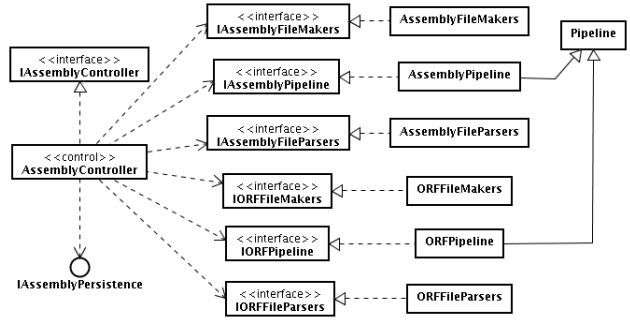 <<interface>>
IAssemblyFileMakers
AssemblyFileMakers
Pipeline
<<interface>>
IAssemblyController
<<interface>>
IAssemblyPipeline
AssemblyPipeline
<<interface>>
IAssemblyFileParsers
AssemblyFileParsers
<<control>>
AssemblyController
<<interface>>
IORFFileMakers
ORFFileMakers
<<interface>>
IORFPipeline
ORFPipeline
IAssemblyPersistence
<<interface>>
IORFFileParsers
ORFFileParsers